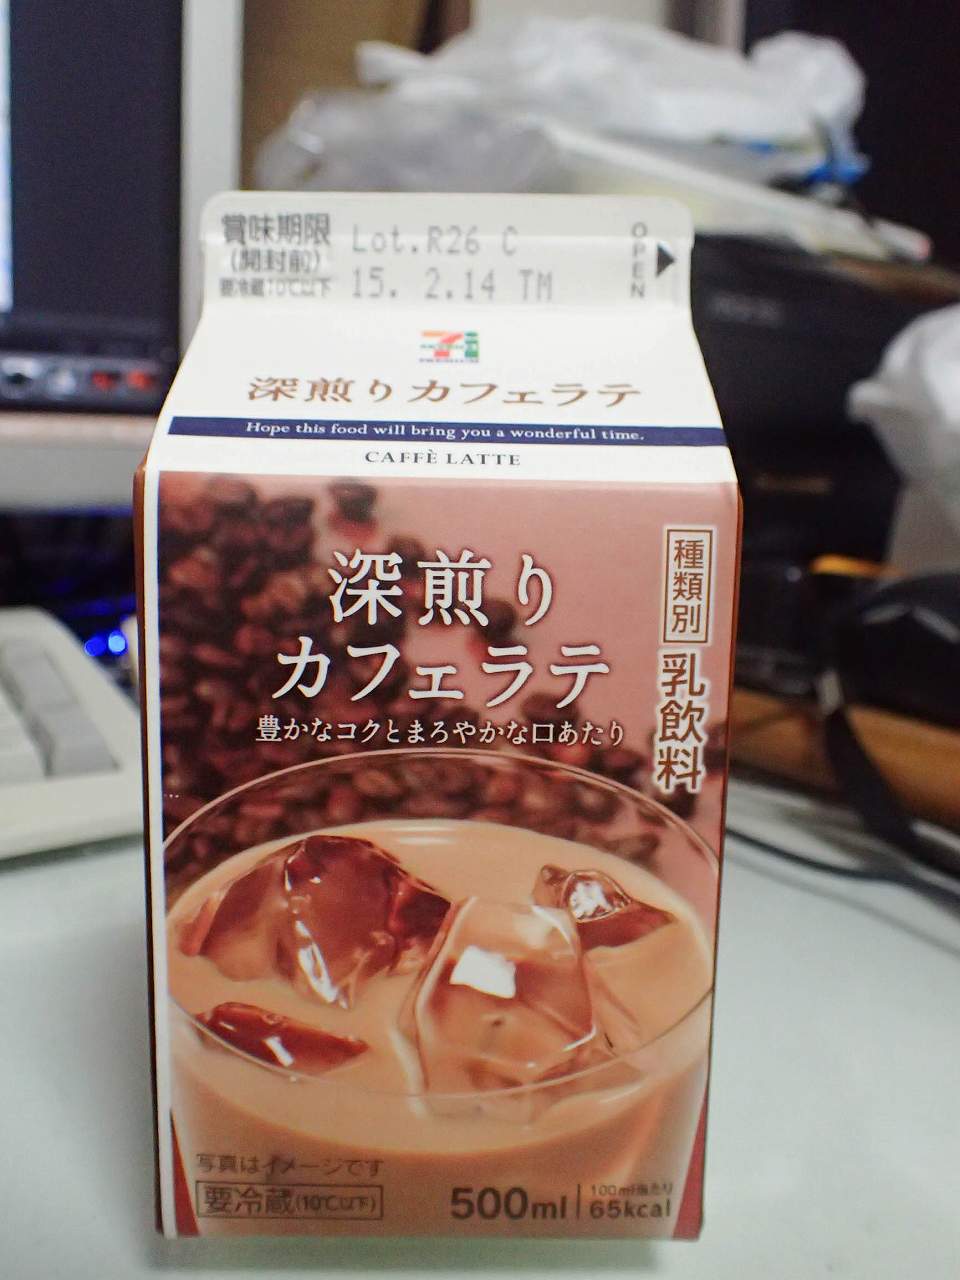 賞味期限
(開封前)
要冷蔵10℃以下
Lot.R26 C
15. 2.14 TM
OPEN
深煎りカフェラテ
Hope this food will bring you a wonderful time.
CAFFÈ LATTE
深煎り
カフェラテ
豊かなコクとまろやかな口あたり
種類別
乳飲料
写真はイメージです
要冷蔵(10℃以下)
500ml
100ml当たり
65kcal